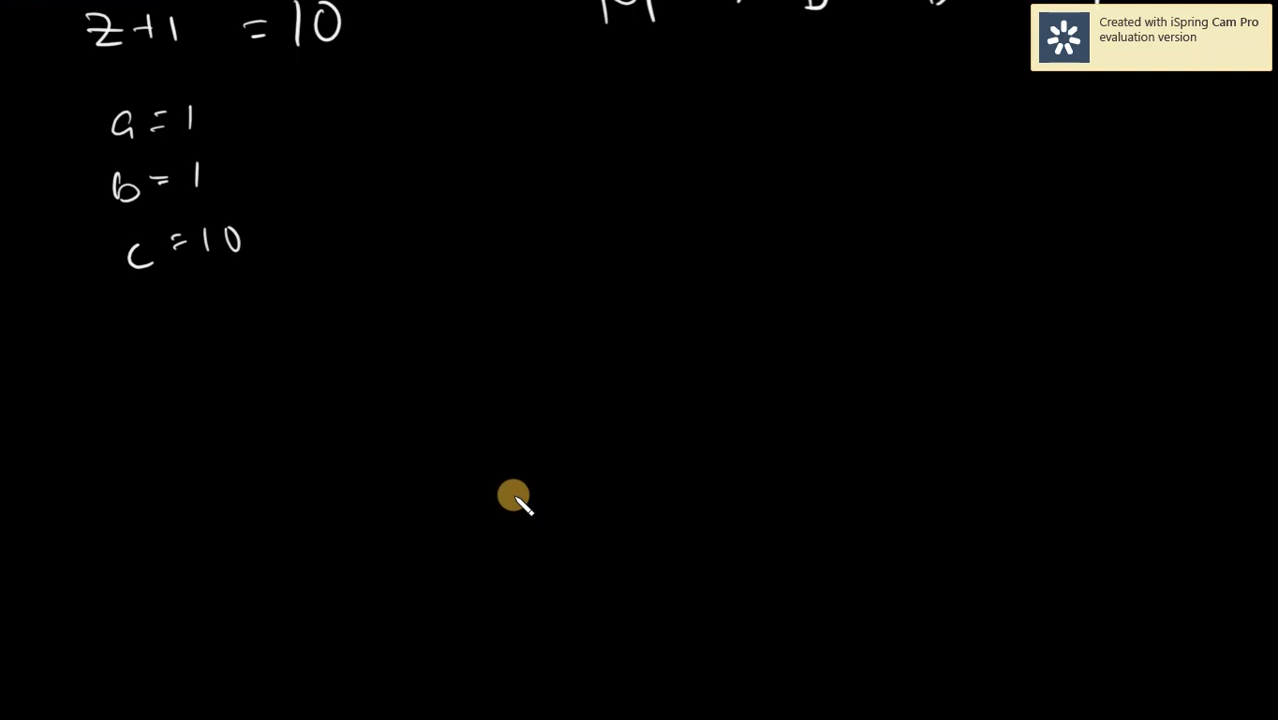 z+1 = 10
Created with iSpring Cam Pro
evaluation version
a = 1
b = 1
c = 10